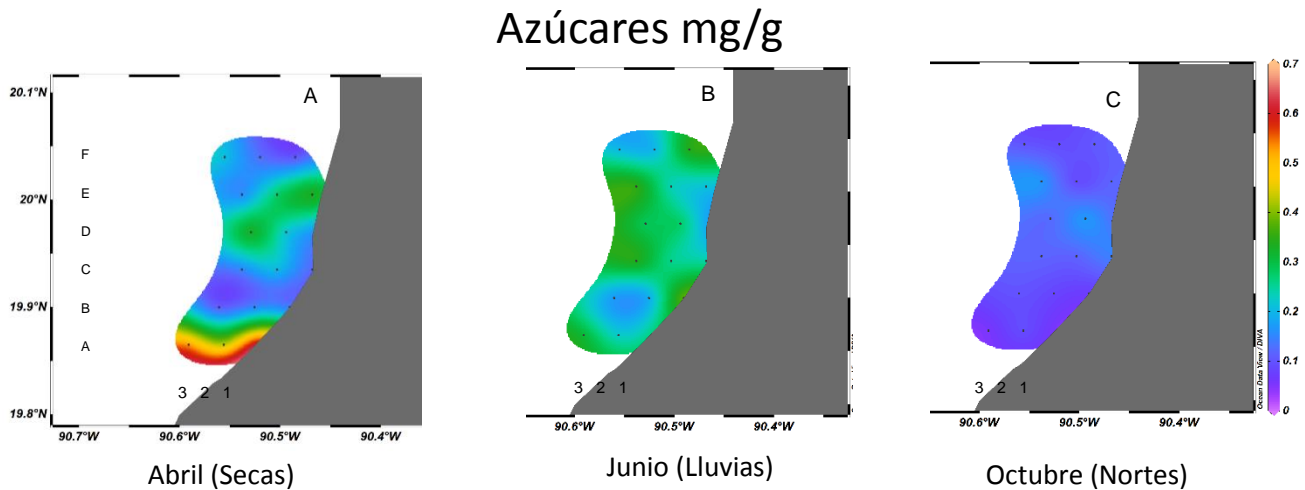 Azúcares mg/g
A
20.1°N
F
E
20°N
D
C
19.9°N
B
A
3 2 1
19.8°N
90.7°W 90.6°W 90.5°W 90.4°W
Abril (Secas)
B
3 2 1
90.6°W 90.5°W 90.4°W
Junio (Lluvias)
C
3 2 1
90.6°W 90.5°W 90.4°W
Octubre (Nortes)
0.7
0.6
0.5
0.4
0.3
0.2
0.1
0
Ocean Data View / DIVA